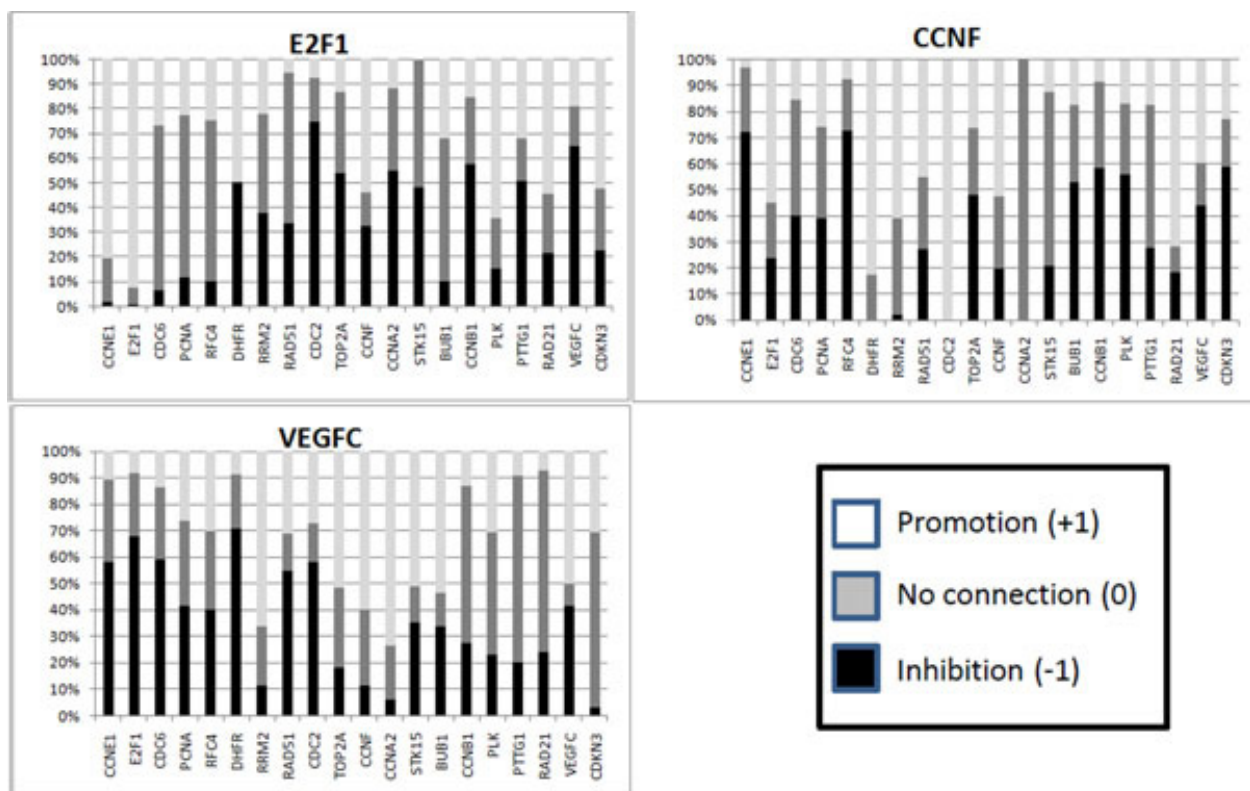 E2F1
100%
90%
80%
70%
60%
50%
40%
30%
20%
10%
0%
CCNE1
E2F1
CDC6
PCNA
RFC4
DHFR
RRM2
RAD51
CDC2
TOP2A
CCNF
CCNA2
STK15
BUB1
CCNB1
PLK
PTTG1
RAD21
VEGFC
CDKN3
CCNF
100%
90%
80%
70%
60%
50%
40%
30%
20%
10%
0%
CCNE1
E2F1
CDC6
PCNA
RFC4
DHFR
RRM2
RAD51
CDC2
TOP2A
CCNF
CCNA2
STK15
BUB1
CCNB1
PLK
PTTG1
RAD21
VEGFC
CDKN3
VEGFC
100%
90%
80%
70%
60%
50%
40%
30%
20%
10%
0%
CCNE1
E2F1
CDC6
PCNA
RFC4
DHFR
RRM2
RAD51
CDC2
TOP2A
CCNF
CCNA2
STK15
BUB1
CCNB1
PLK
PTTG1
RAD21
VEGFC
CDKN3
Promotion (+1)
No connection (0)
Inhibition (-1)